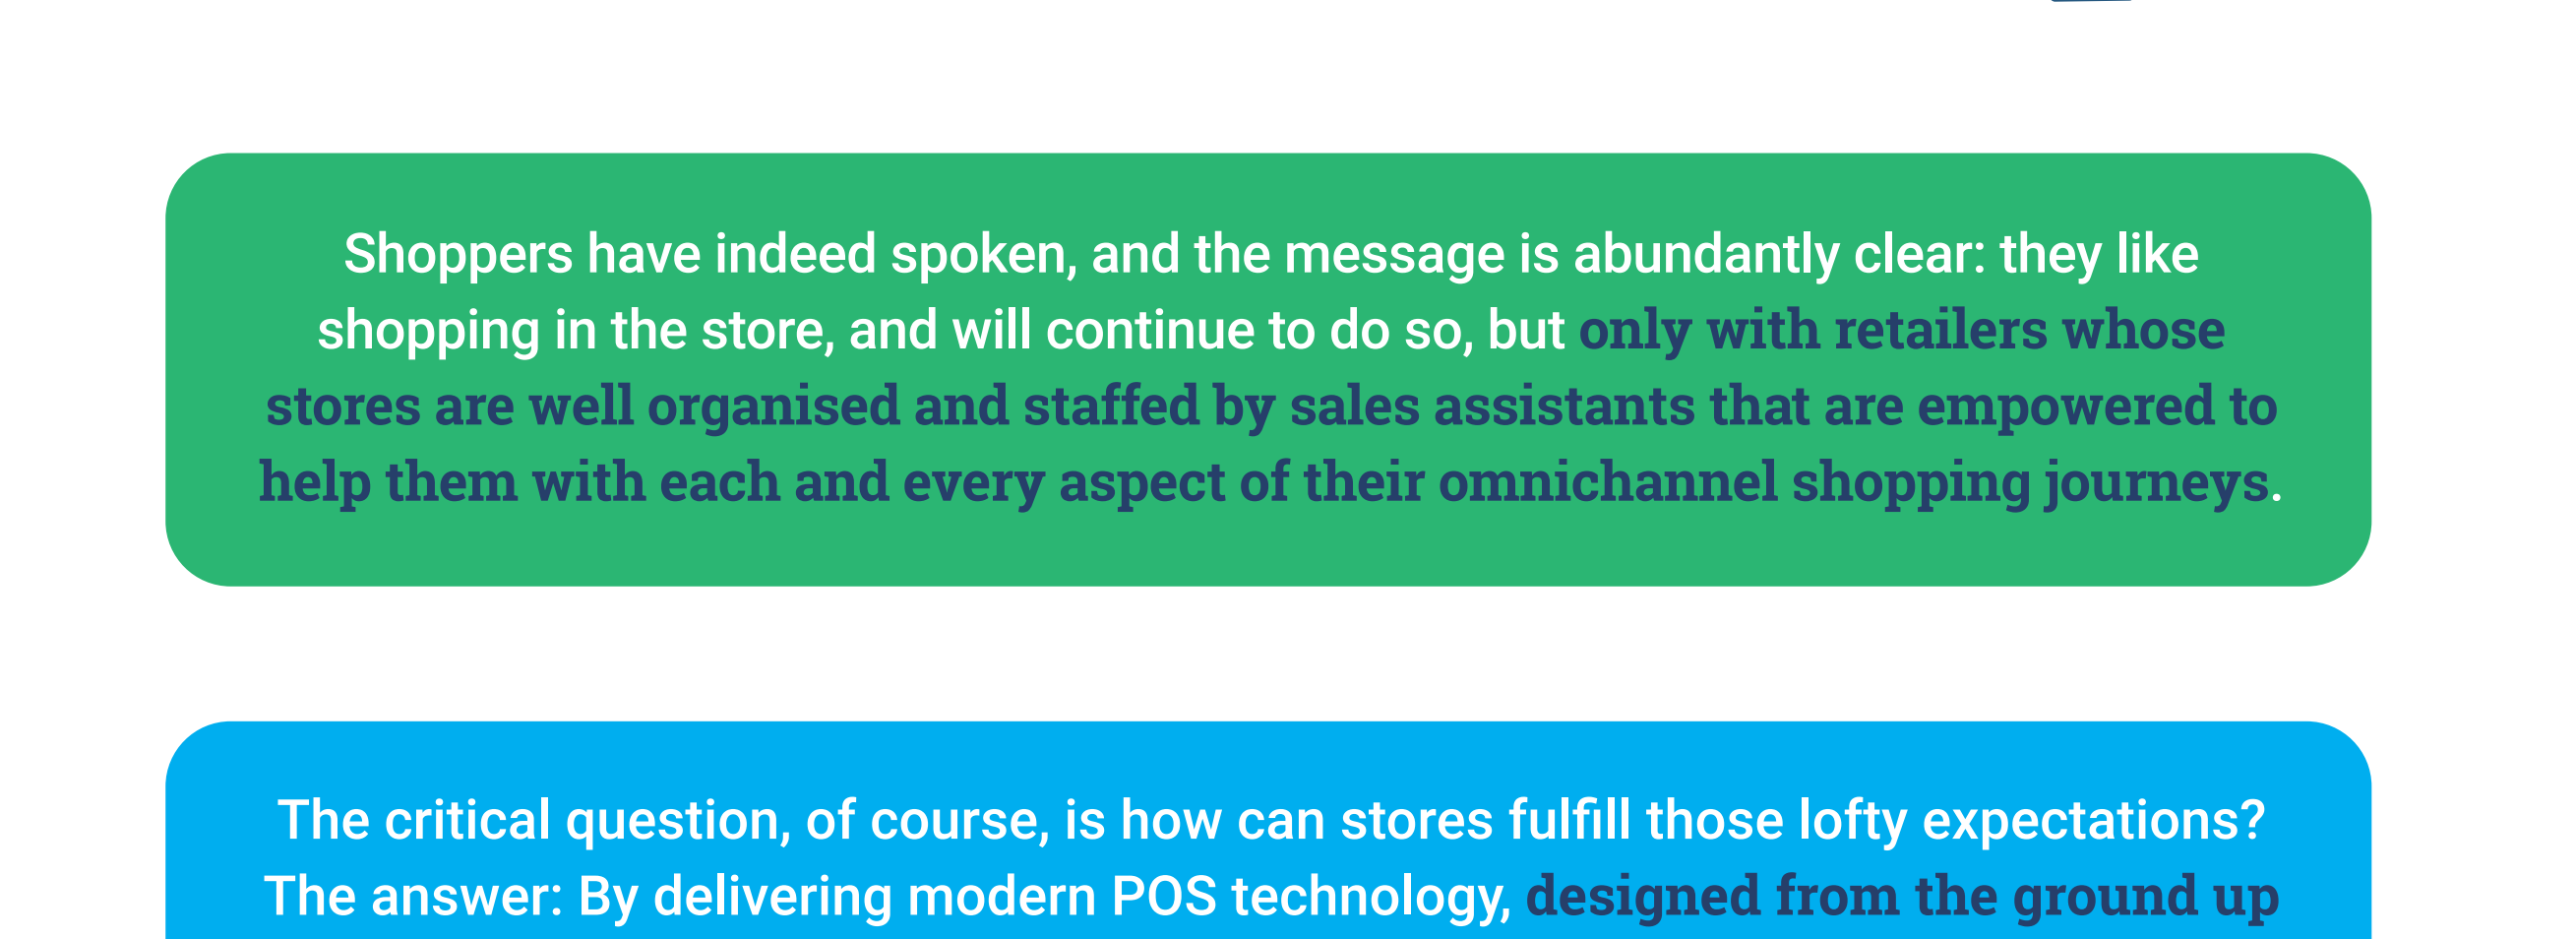 Shoppers have indeed spoken, and the message is abundantly clear: they like
shopping in the store, and will continue to do so, but only with retailers whose
stores are well organised and staffed by sales assistants that are empowered to
help them with each and every aspect of their omnichannel shopping journeys.
The critical question, of course, is how can stores fulfill those lofty expectations?
The answer: By delivering modern POS technology, designed from the ground up